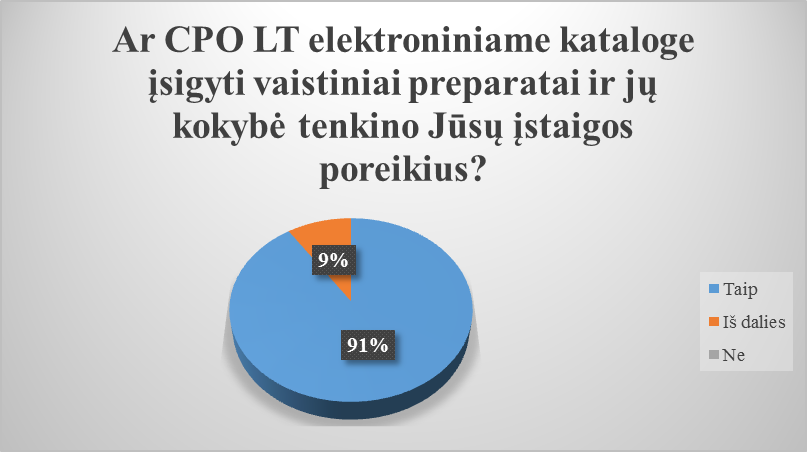 Ar CPO LT elektroniniame kataloge
įsigyti vaistiniai preparatai ir jų
kokybė tenkino Jūsų įstaigos
poreikius?
9%
91%
Taip
Iš dalies
Ne